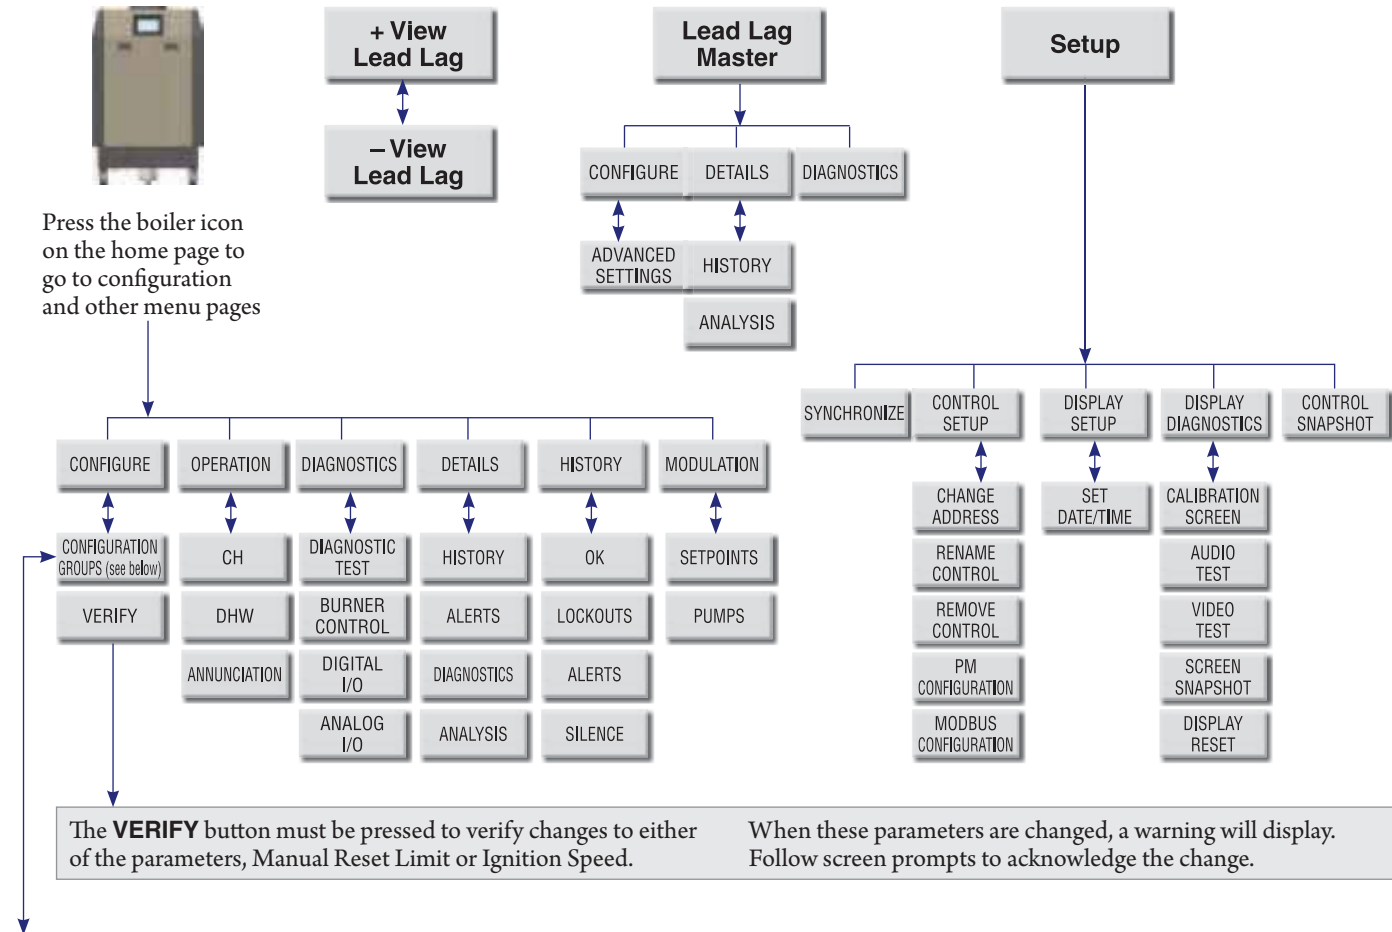 + View
Lead Lag
– View
Lead Lag
Lead Lag
Master
CONFIGURE
DETAILS
DIAGNOSTICS
ADVANCED
SETTINGS
HISTORY
ANALYSIS
Setup
SYNCHRONIZE
CONTROL
SETUP
DISPLAY
SETUP
DISPLAY
DIAGNOSTICS
CONTROL
SNAPSHOT
CHANGE
ADDRESS
RENAME
CONTROL
REMOVE
CONTROL
PM
CONFIGURATION
MODBUS
CONFIGURATION
SET
DATE/TIME
CALIBRATION
SCREEN
AUDIO
TEST
VIDEO
TEST
SCREEN
SNAPSHOT
DISPLAY
RESET
Press the boiler icon
on the home page to
go to configuration
and other menu pages
CONFIGURE
OPERATION
DIAGNOSTICS
DETAILS
HISTORY
MODULATION
CONFIGURATION
GROUPS (see below)
VERIFY
CH
DHW
ANNUNCIATION
DIAGNOSTIC
TEST
BURNER
CONTROL
DIGITAL
I/O
ANALOG
I/O
HISTORY
ALERTS
DIAGNOSTICS
ANALYSIS
OK
LOCKOUTS
ALERTS
SILENCE
SETPOINTS
PUMPS
The VERIFY button must be pressed to verify changes to either
of the parameters, Manual Reset Limit or Ignition Speed.
When these parameters are changed, a warning will display.
Follow screen prompts to acknowledge the change.